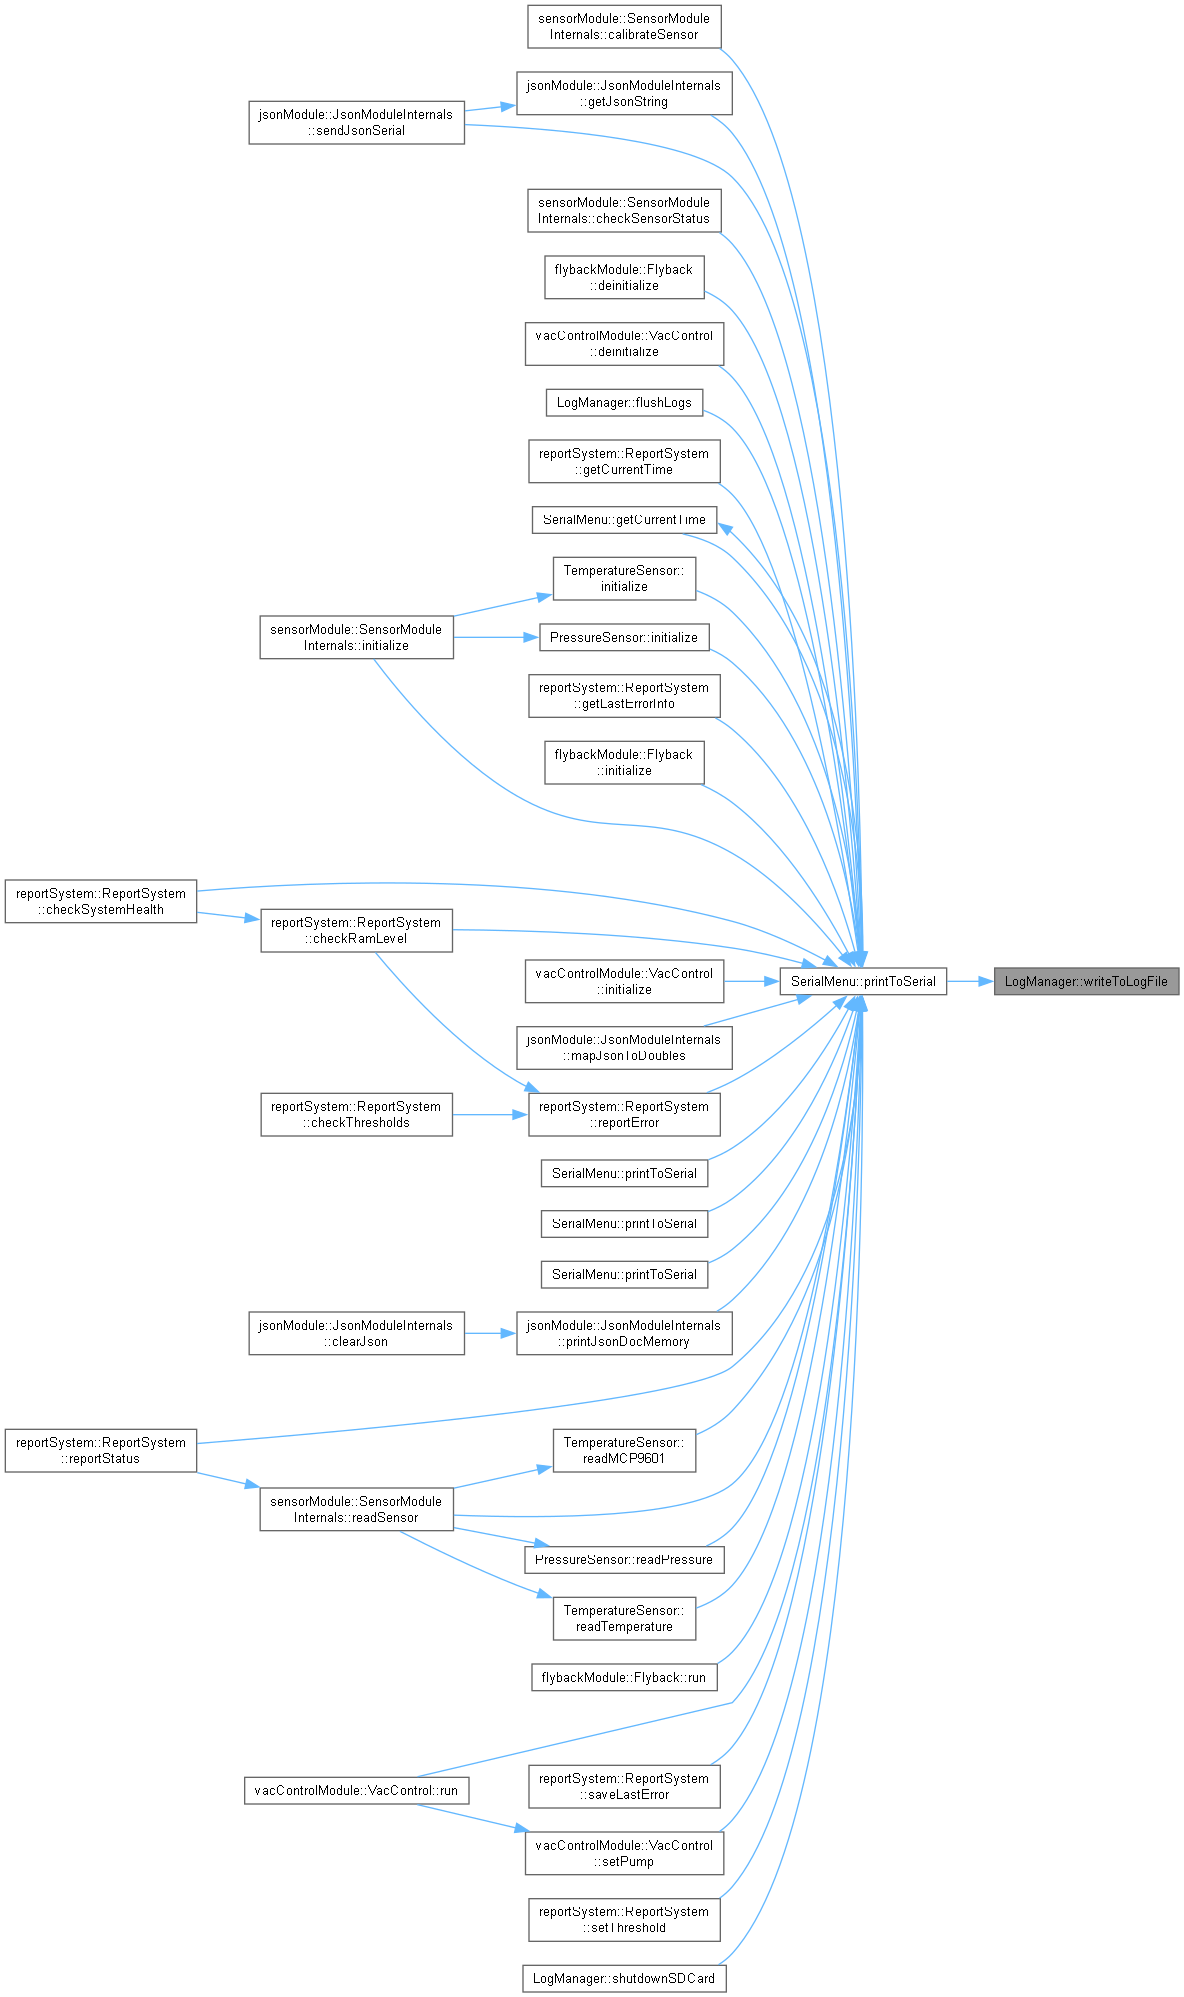 sensorModule::SensorModule
Internals::calibrateSensor
jsonModule::JsonModuleInternals
::getJsonString
jsonModule::JsonModuleInternals
::sendJsonSerial
sensorModule::SensorModule
Internals::checkSensorStatus
flybackModule::Flyback
::deinitialize
vacControlModule::VacControl
::deinitialize
LogManager::flushLogs
reportSystem::ReportSystem
::getCurrentTime
SerialMenu::getCurrentTime
TemperatureSensor::
initialize
sensorModule::SensorModule
Internals::initialize
PressureSensor::initialize
reportSystem::ReportSystem
::getLastErrorInfo
flybackModule::Flyback
::initialize
reportSystem::ReportSystem
::checkSystemHealth
reportSystem::ReportSystem
::checkRamLevel
vacControlModule::VacControl
::initialize
SerialMenu::printToSerial
LogManager::writeToLogFile
jsonModule::JsonModuleInternals
::mapJsonToDoubles
reportSystem::ReportSystem
::checkThresholds
reportSystem::ReportSystem
::reportError
SerialMenu::printToSerial
SerialMenu::printToSerial
SerialMenu::printToSerial
jsonModule::JsonModuleInternals
::clearJson
jsonModule::JsonModuleInternals
::printJsonDocMemory
reportSystem::ReportSystem
::reportStatus
TemperatureSensor::
readMCP9601
sensorModule::SensorModule
Internals::readSensor
PressureSensor::readPressure
TemperatureSensor::
readTemperature
flybackModule::Flyback::run
vacControlModule::VacControl::run
reportSystem::ReportSystem
::saveLastError
vacControlModule::VacControl
::setPump
reportSystem::ReportSystem
::setThreshold
LogManager::shutdownSDCard